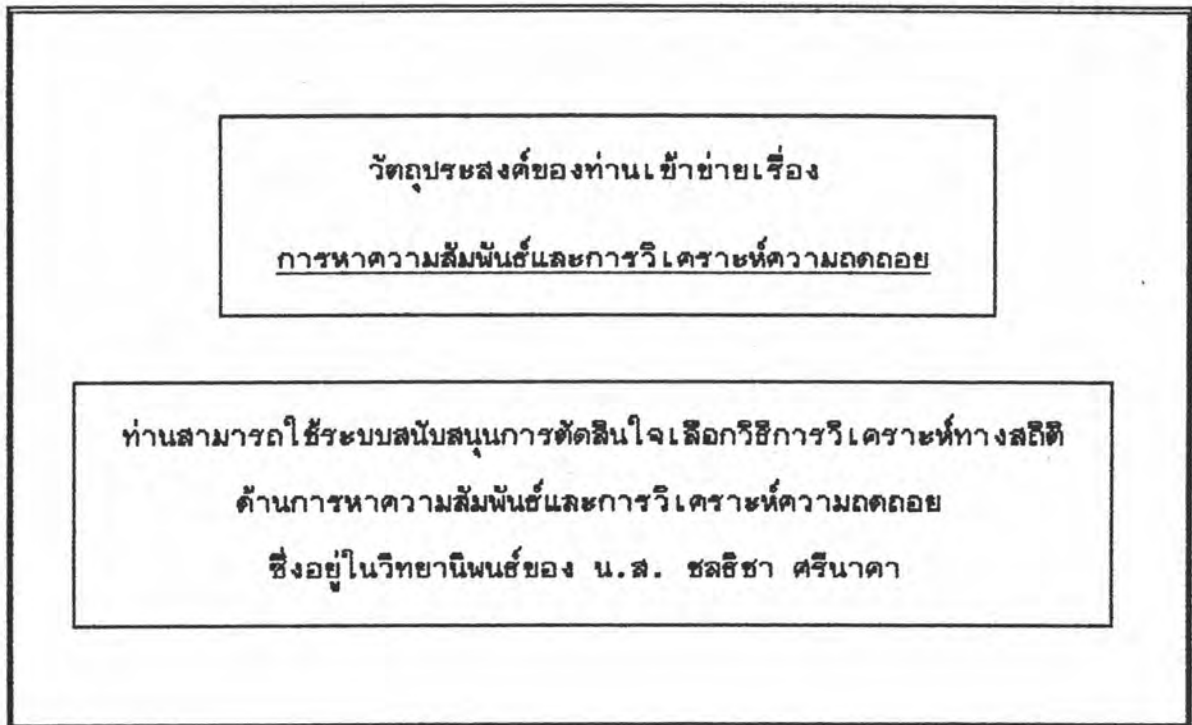 วัตถุประสงค์ของท่านเข้าข่ายเรื่อง
การหาความสัมพันธ์และการวิเคราะห์ความถดถอย
ท่านสามารถใช้ระบบสนับสนุนการตัดสินใจเลือกวิธีการวิเคราะห์ทางสถิติ
ด้านการหาความสัมพันธ์และการวิเคราะห์ความถดถอย
ซึ่งอยู่ในวิทยานิพนธ์ของ น.ส. ชลธิชา ศรีนาคา